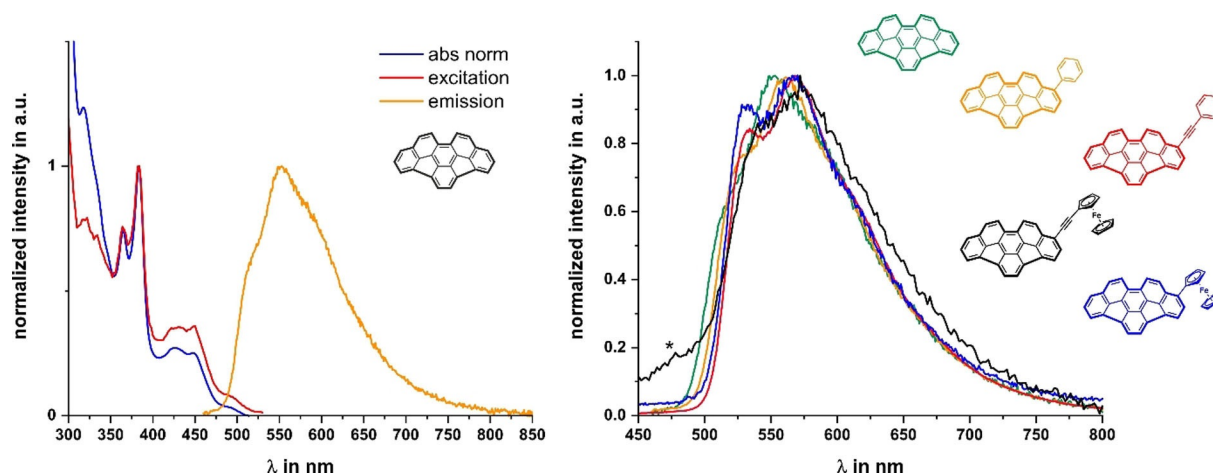 normalized intensity in a.u.
1
0
300 350 400 450 500 550 600 650 700 750 800 850
λ in nm
abs norm
excitation
emission
normalized intensity in a.u.
1.0
0.8
0.6
0.4
0.2
0.0
450 500 550 600 650 700 750 800
λ in nm
*
Fe
Fe